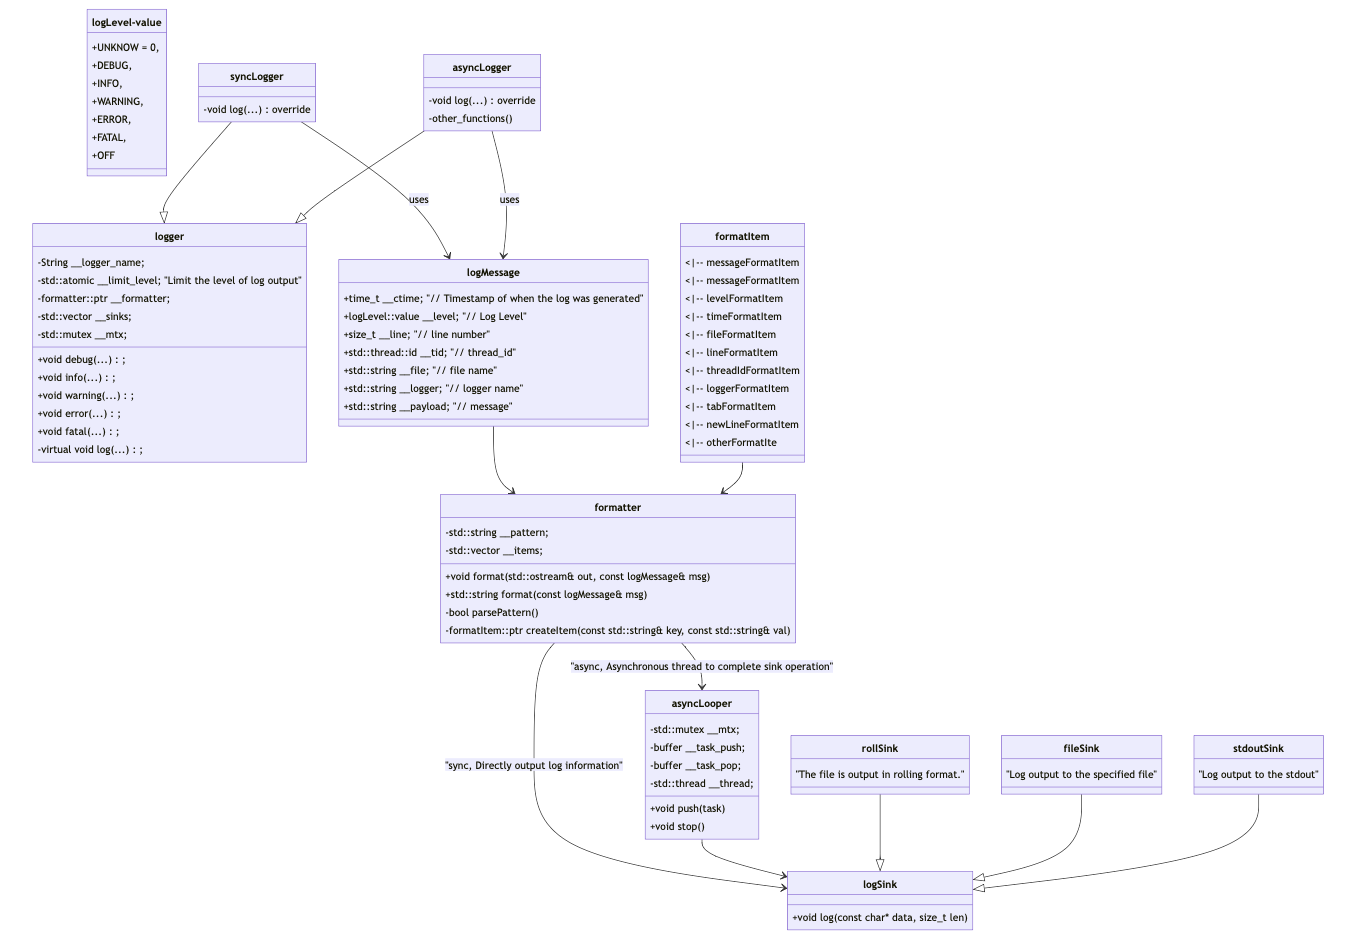 logLevel-value
+UNKNOW = 0,
+DEBUG,
+INFO,
+WARNING,
+ERROR,
+FATAL,
+OFF
syncLogger
-void log(...) : override
asyncLogger
-void log(...) : override
-other_functions()
uses
uses
logger
-String __logger_name;
-std::atomic __limit_level; "Limit the level of log output"
-formatter::ptr __formatter;
-std::vector __sinks;
-std::mutex __mtx;
+void debug(...) : ;
+void info(...) : ;
+void warning(...) : ;
+void error(...) : ;
+void fatal(...) : ;
-virtual void log(...) : ;
logMessage
+time_t __ctime; "// Timestamp of when the log was generated"
+logLevel::value __level; "// Log Level"
+size_t __line; "// line number"
+std::thread::id __tid; "// thread_id"
+std::string __file; "// file name"
+std::string __logger; "// logger name"
+std::string __payload; "// message"
formatItem
<|-- messageFormatItem
<|-- messageFormatItem
<|-- levelFormatItem
<|-- timeFormatItem
<|-- fileFormatItem
<|-- lineFormatItem
<|-- threadIdFormatItem
<|-- loggerFormatItem
<|-- tabFormatItem
<|-- newLineFormatItem
<|-- otherFormatIte
formatter
-std::string __pattern;
-std::vector __items;
+void format(std::ostream& out, const logMessage& msg)
+std::string format(const logMessage& msg)
-bool parsePattern()
-formatItem::ptr createItem(const std::string& key, const std::string& val)
"async, Asynchronous thread to complete sink operation"
"sync, Directly output log information"
asyncLooper
-std::mutex __mtx;
-buffer __task_push;
-buffer __task_pop;
-std::thread __thread;
+void push(task)
+void stop()
rollSink
"The file is output in rolling format."
fileSink
"Log output to the specified file"
stdoutSink
"Log output to the stdout"
logSink
+void log(const char* data, size_t len)